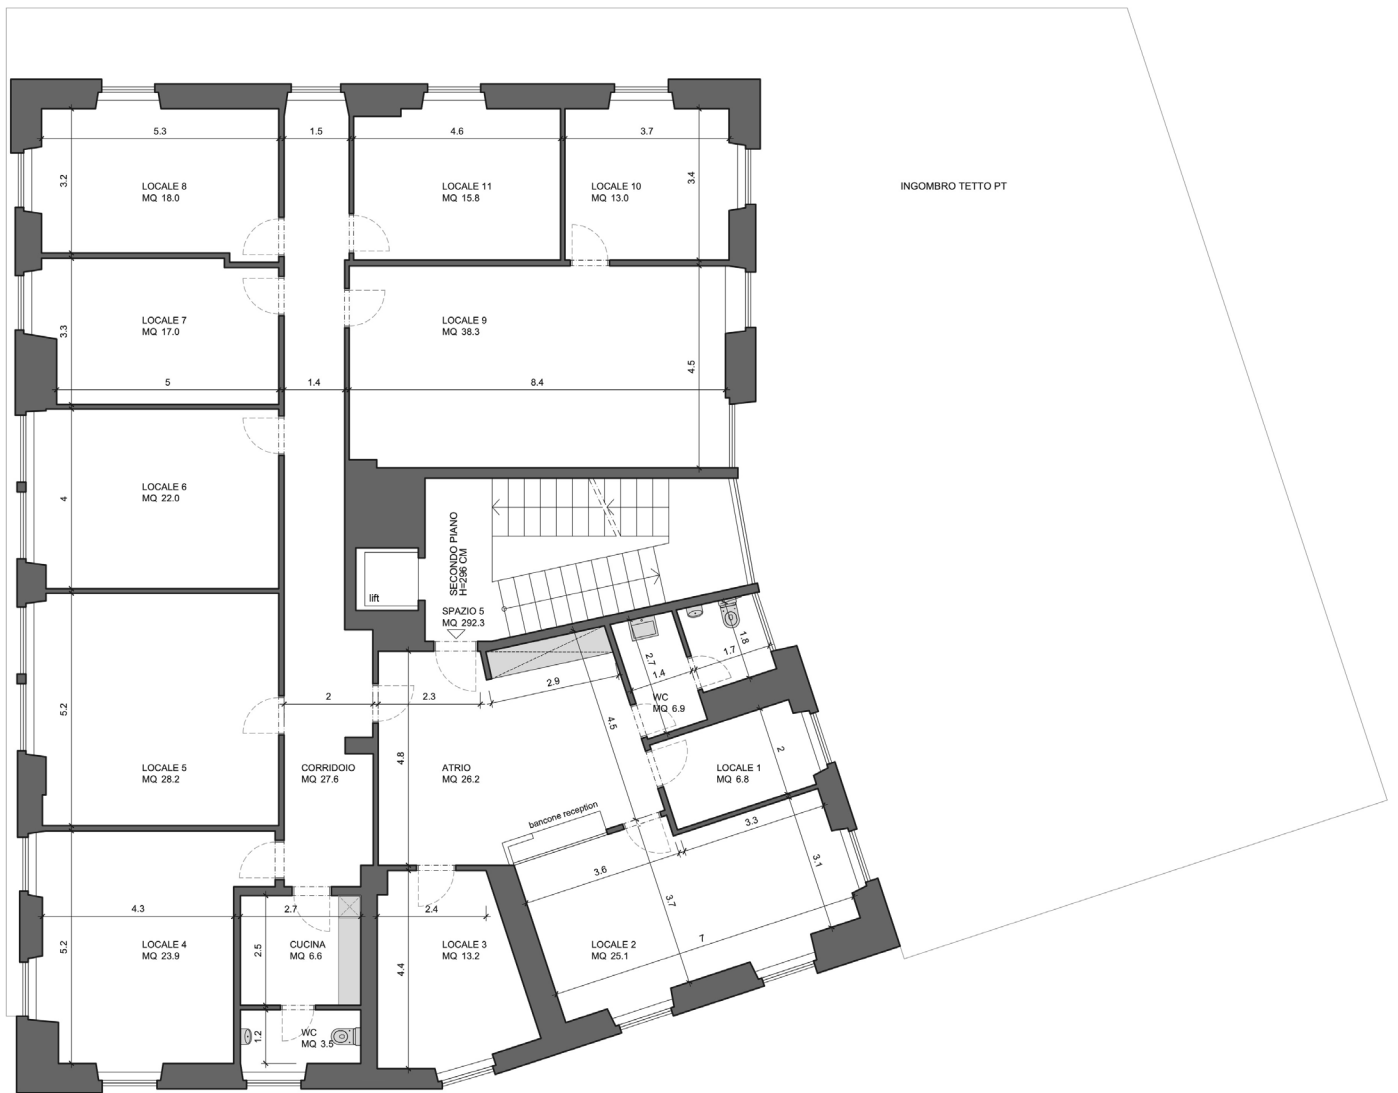 5.3
1.5
4.6
3.7
3.2
3.4
LOCALE 8
MQ 18.0
LOCALE 11
MQ 15.8
LOCALE 10
MQ 13.0
INGOMBRO TETTO PT
LOCALE 7
MQ 17.0
3.3
LOCALE 9
MQ 38.3
4.5
5
1.4
8.4
LOCALE 6
MQ 22.0
4
SECONDO PIANO
H=296 CM
lift
SPAZIO 5
MQ 292.3
1.8
1.7
2.7
1.4
WC
MQ 6.9
2
2.3
2.9
4.5
5.2
LOCALE 5
MQ 28.2
CORRIDOIO
MQ 27.6
4.8
ATRIO
MQ 26.2
LOCALE 1
MQ 6.8
2
bancone reception
3.3
3.6
3.1
3.7
7
4.3
2.7
2.4
5.2
LOCALE 4
MQ 23.9
2.5
CUCINA
MQ 6.6
LOCALE 3
MQ 13.2
4.4
LOCALE 2
MQ 25.1
1.2
WC
MQ 3.5